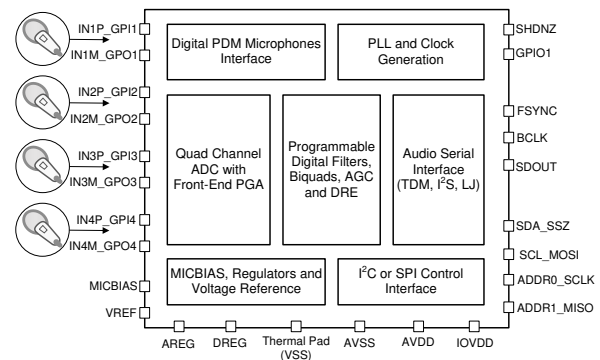 IN1P_GPI1
IN1M_GPO1
IN2P_GPI2
IN2M_GPO2
IN3P_GPI3
IN3M_GPO3
IN4P_GPI4
IN4M_GPO4
MICBIAS
VREF
Digital PDM Microphones
Interface
PLL and Clock
Generation
Quad Channel
ADC with
Front-End PGA
Programmable
Digital Filters,
Biquads, AGC
and DRE
Audio Serial
Interface
(TDM, I²S, LJ)
MICBIAS, Regulators and
Voltage Reference
I²C or SPI Control
Interface
SHDNZ
GPIO1
FSYNC
BCLK
SDOUT
SDA_SSZ
SCL_MOSI
ADDR0_SCLK
ADDR1_MISO
AREG
DREG
Thermal Pad
(VSS)
AVSS
AVDD
IOVDD